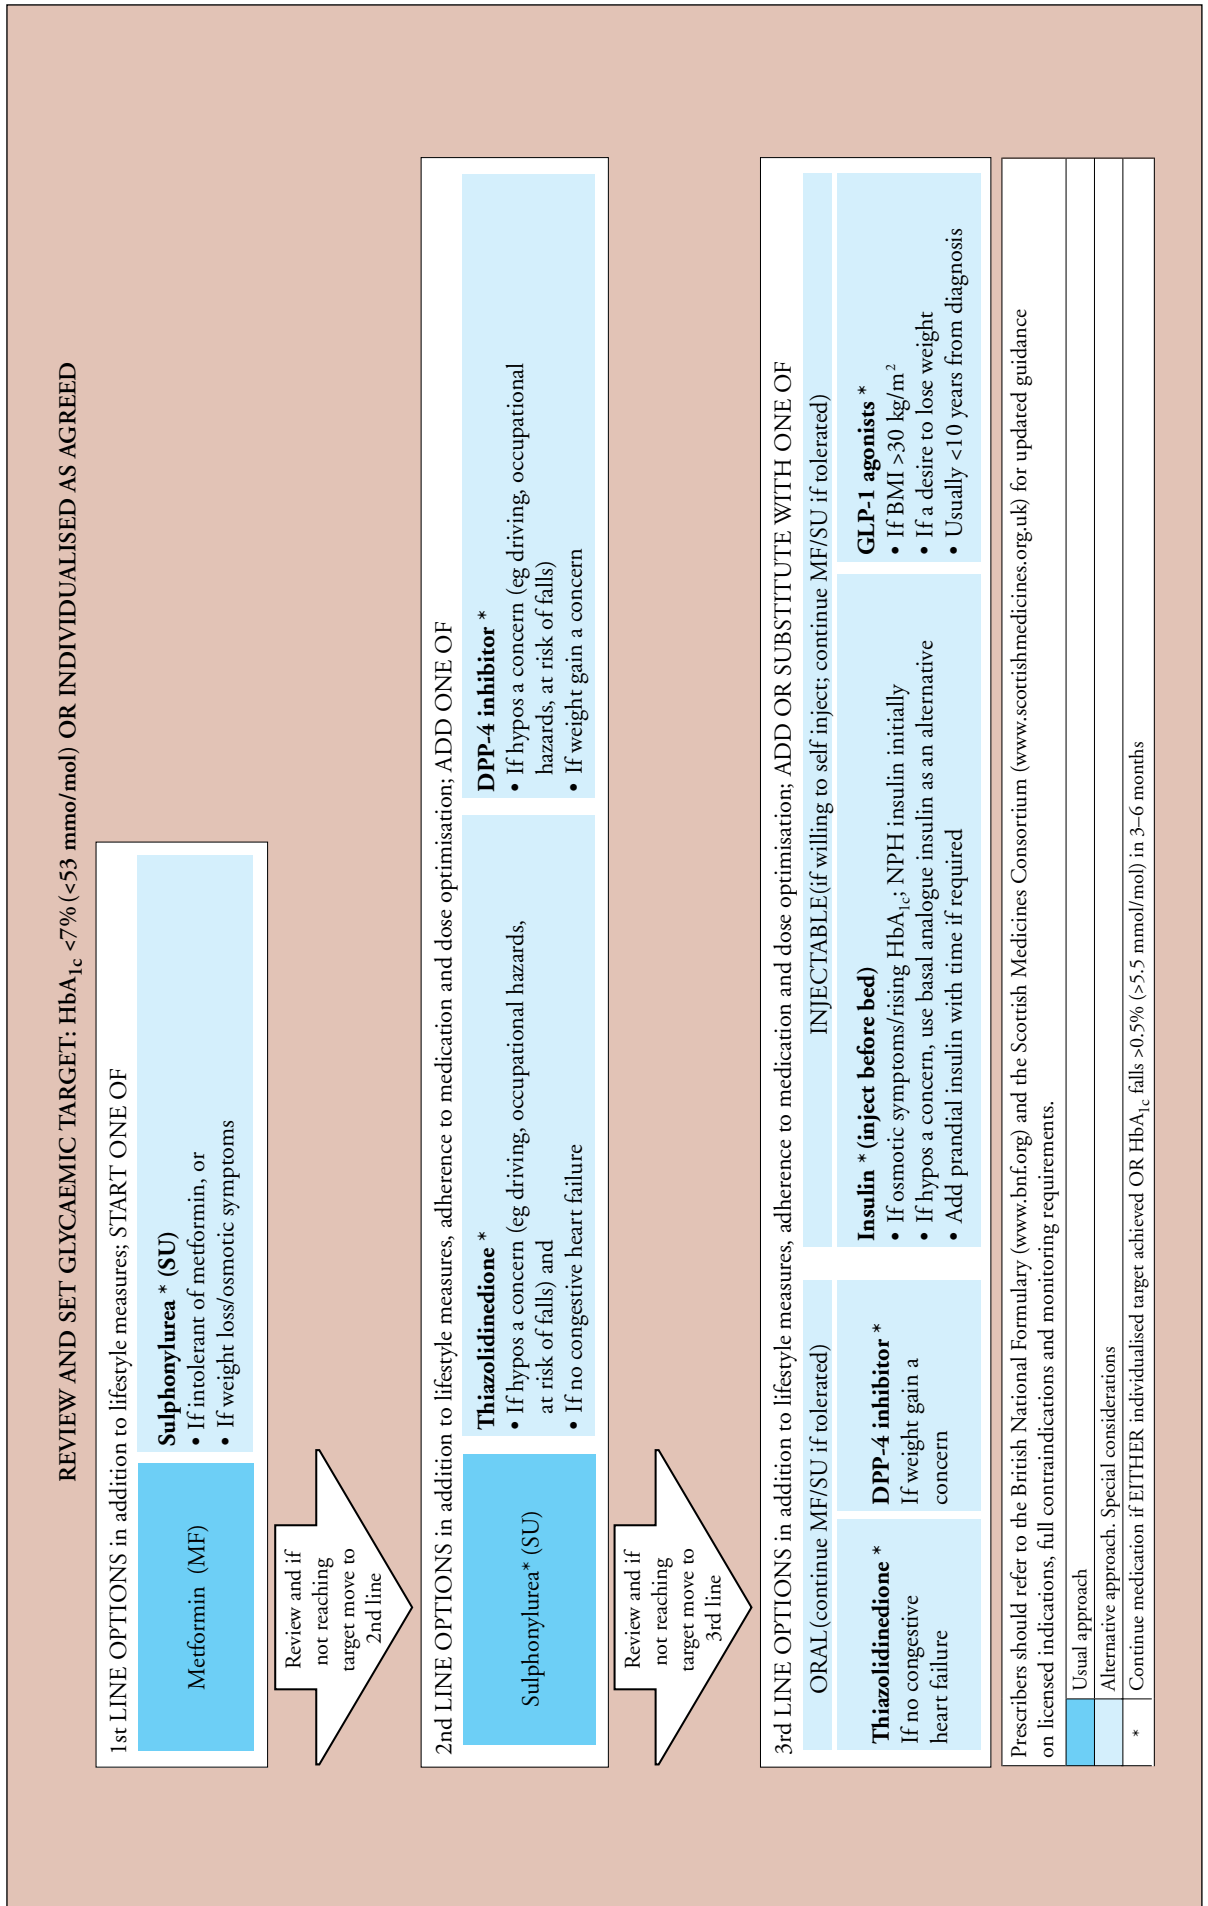 REVIEW AND SET GLYCAEMIC TARGET: HbA1c <7% (<53 mmo/mol) OR INDIVIDUALISED AS AGREED
1st LINE OPTIONS in addition to lifestyle measures; START ONE OF
Metformin (MF)
Sulphonylurea * (SU)
• If intolerant of metformin, or
• If weight loss/osmotic symptoms
Review and if
not reaching
target move to
2nd line
2nd LINE OPTIONS in addition to lifestyle measures, adherence to medication and dose optimisation; ADD ONE OF
Sulphonylurea* (SU)
Thiazolidinedione *
• If hypos a concern (eg driving, occupational hazards,
at risk of falls) and
• If no congestive heart failure
DPP-4 inhibitor *
• If hypos a concern (eg driving, occupational
hazards, at risk of falls)
• If weight gain a concern
Review and if
not reaching
target move to
3rd line
3rd LINE OPTIONS in addition to lifestyle measures, adherence to medication and dose optimisation; ADD OR SUBSTITUTE WITH ONE OF
ORAL(continue MF/SU if tolerated)
Thiazolidinedione *
If no congestive
heart failure
DPP-4 inhibitor *
If weight gain a
concern
INJECTABLE(if willing to self inject; continue MF/SU if tolerated)
Insulin * (inject before bed)
• If osmotic symptoms/rising HbA1c; NPH insulin initially
• If hypos a concern, use basal analogue insulin as an alternative
• Add prandial insulin with time if required
GLP-1 agonists *
• If BMI >30 kg/m2
• If a desire to lose weight
• Usually <10 years from diagnosis
Prescribers should refer to the British National Formulary (www.bnf.org) and the Scottish Medicines Consortium (www.scottishmedicines.org.uk) for updated guidance
on licensed indications, full contraindications and monitoring requirements.
Usual approach
Alternative approach. Special considerations
* Continue medication if EITHER individualised target achieved OR HbA1c falls >0.5% (>5.5 mmol/mol) in 3–6 months